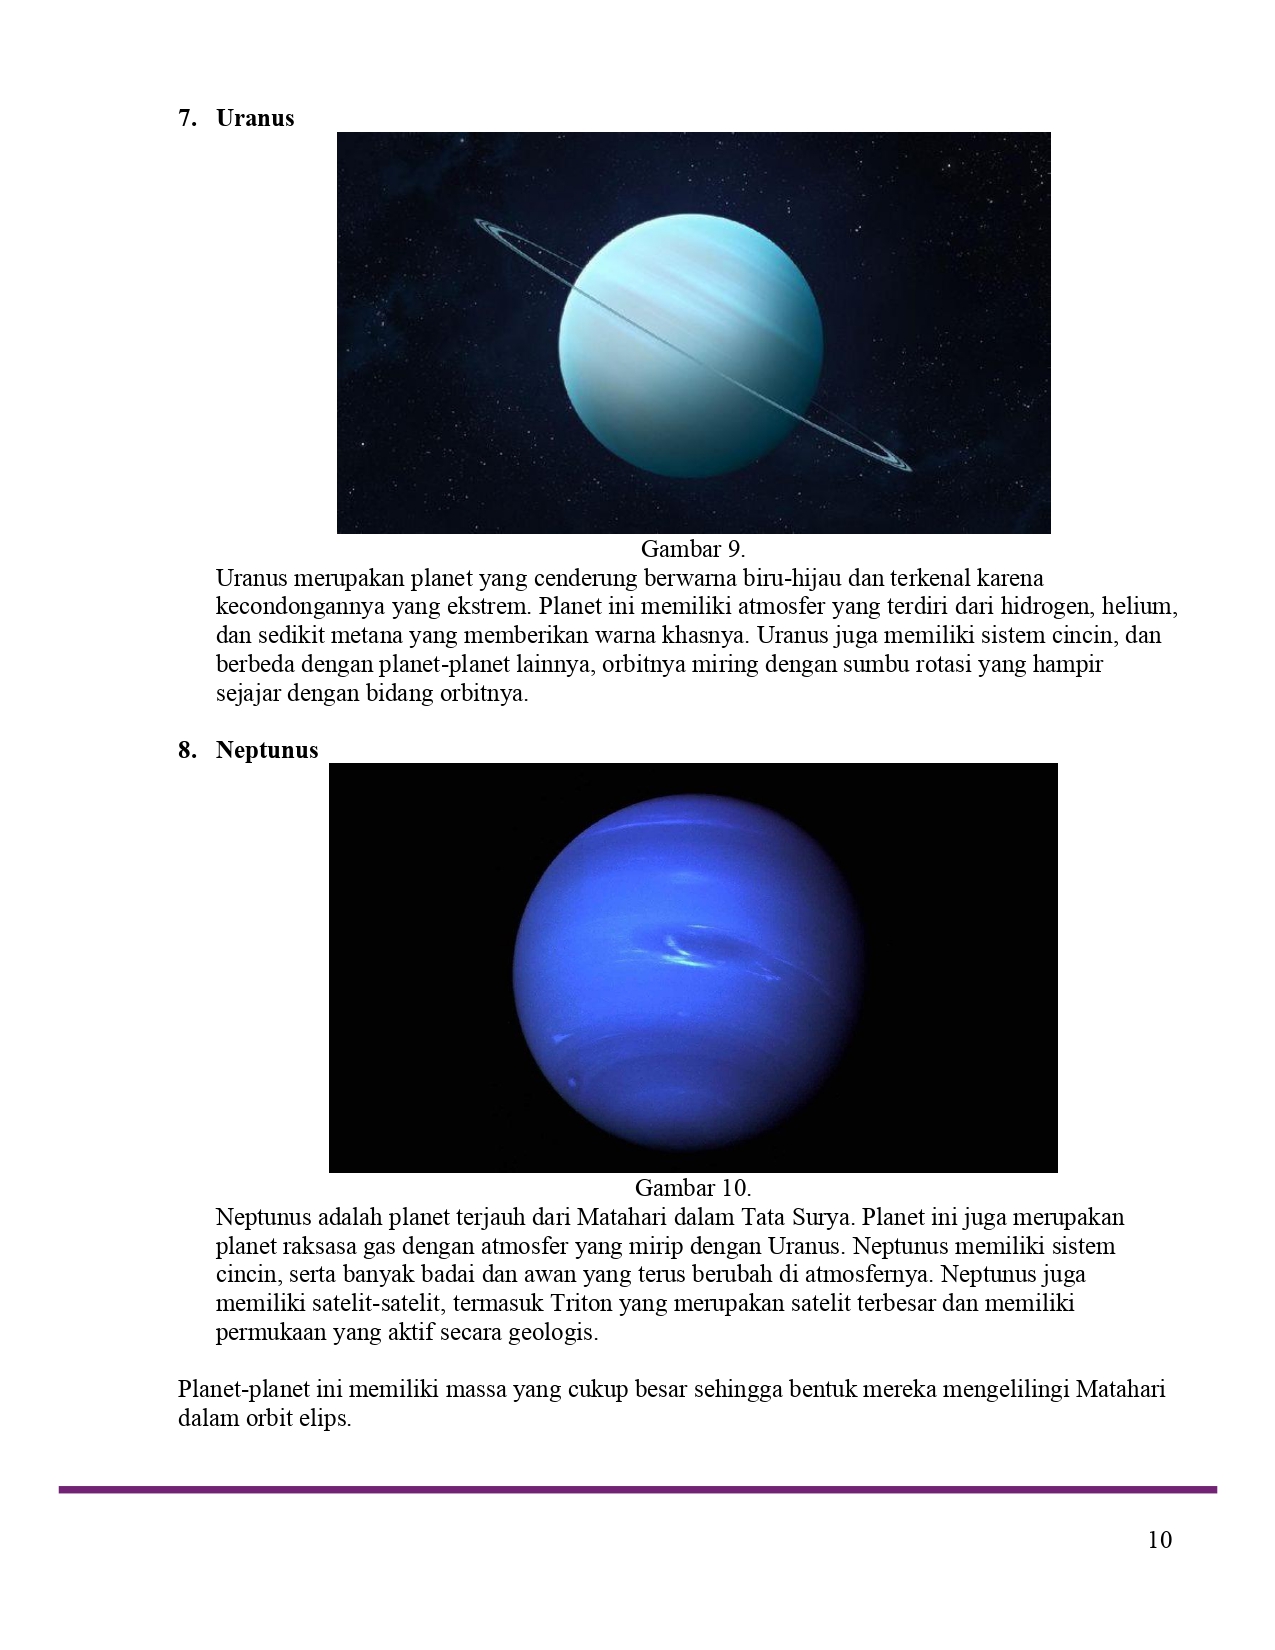 7. Uranus
Gambar 9.
Uranus merupakan planet yang cenderung berwarna biru-hijau dan terkenal karena
kecondongannya yang ekstrem. Planet ini memiliki atmosfer yang terdiri dari hidrogen, helium,
dan sedikit metana yang memberikan warna khasnya. Uranus juga memiliki sistem cincin, dan
berbeda dengan planet-planet lainnya, orbitnya miring dengan sumbu rotasi yang hampir
sejajar dengan bidang orbitnya.
8. Neptunus
Gambar 10.
Neptunus adalah planet terjauh dari Matahari dalam Tata Surya. Planet ini juga merupakan
planet raksasa gas dengan atmosfer yang mirip dengan Uranus. Neptunus memiliki sistem
cincin, serta banyak badai dan awan yang terus berubah di atmosfernya. Neptunus juga
memiliki satelit-satelit, termasuk Triton yang merupakan satelit terbesar dan memiliki
permukaan yang aktif secara geologis.
Planet-planet ini memiliki massa yang cukup besar sehingga bentuk mereka mengelilingi Matahari
dalam orbit elips.
10